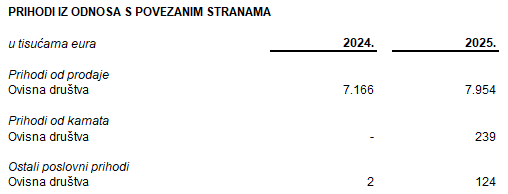 PRIHODI IZ ODNOSA S POVEZANIM STRANAMA
u tisućama eura 2024. 2025.
Prihodi od prodaje
Ovisna društva 7.166 7.954
Prihodi od kamata
Ovisna društva - 239
Ostali poslovni prihodi
Ovisna društva 2 124